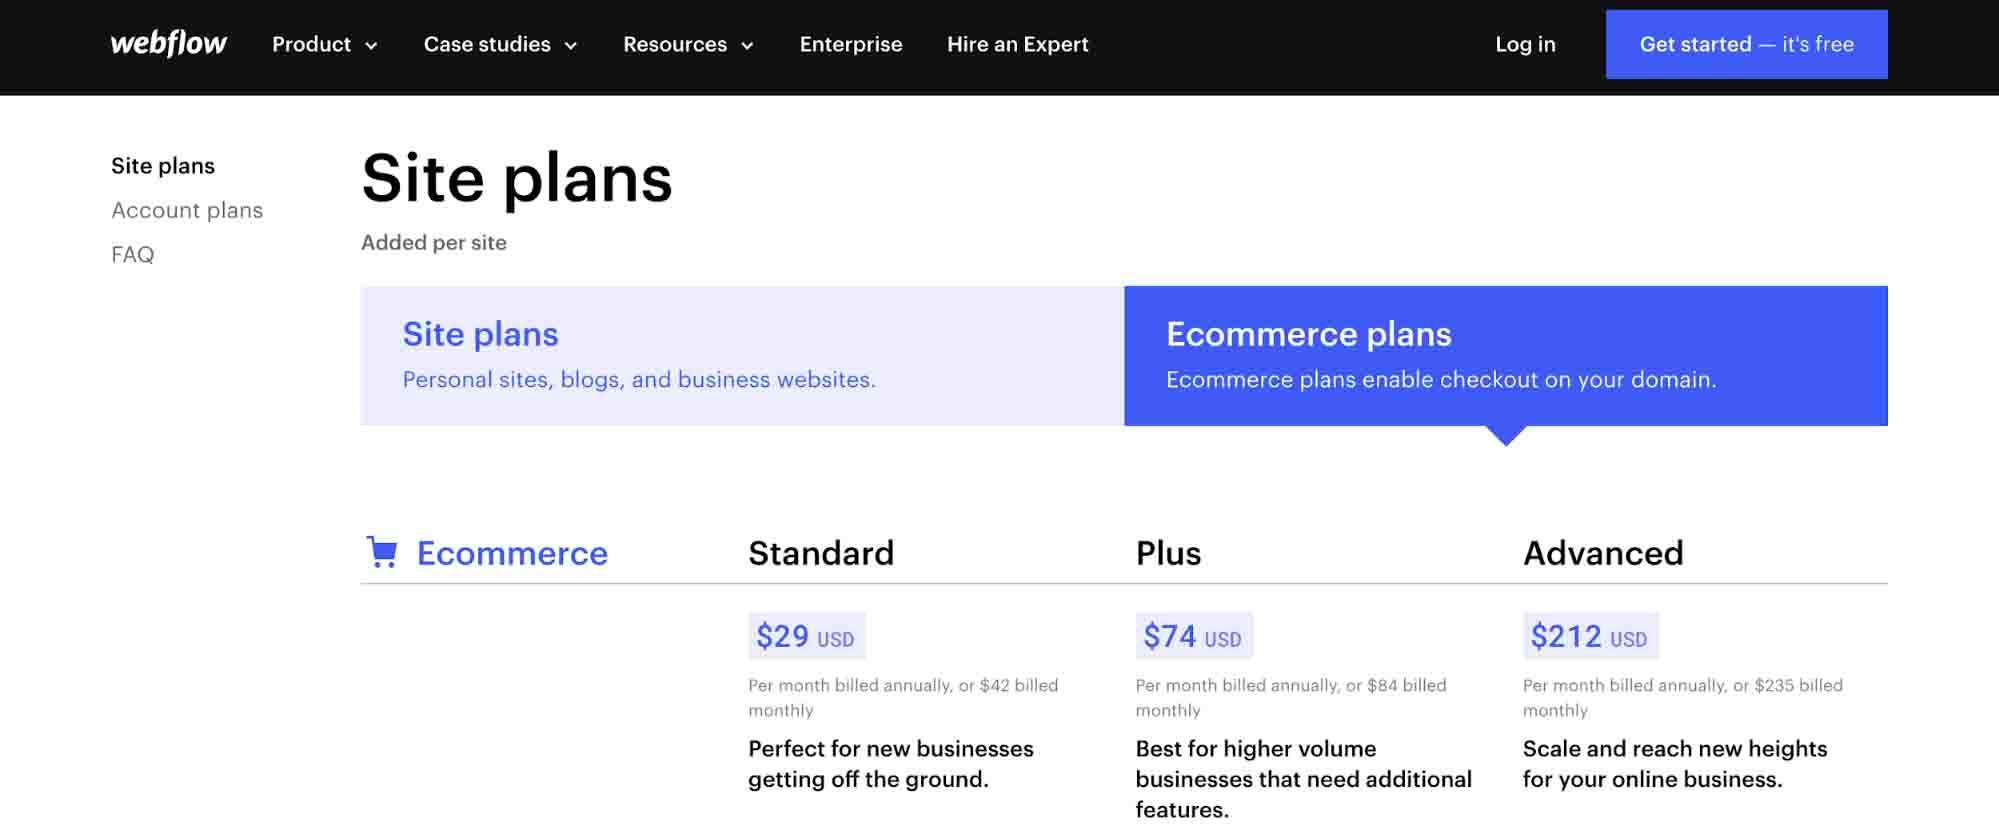 webflow Product Case studies Resources Enterprise Hire an Expert Log in Get started — it's free
Site plans
Account plans
FAQ
Site plans
Added per site
Site plans
Personal sites, blogs, and business websites.
Ecommerce plans
Ecommerce plans enable checkout on your domain.
Ecommerce Standard Plus Advanced
$29 USD
Per month billed annually, or $42 billed
monthly
Perfect for new businesses
getting off the ground.
$74 USD
Per month billed annually, or $84 billed
monthly
Best for higher volume
businesses that need additional
features.
$212 USD
Per month billed annually, or $235 billed
monthly
Scale and reach new heights
for your online business.